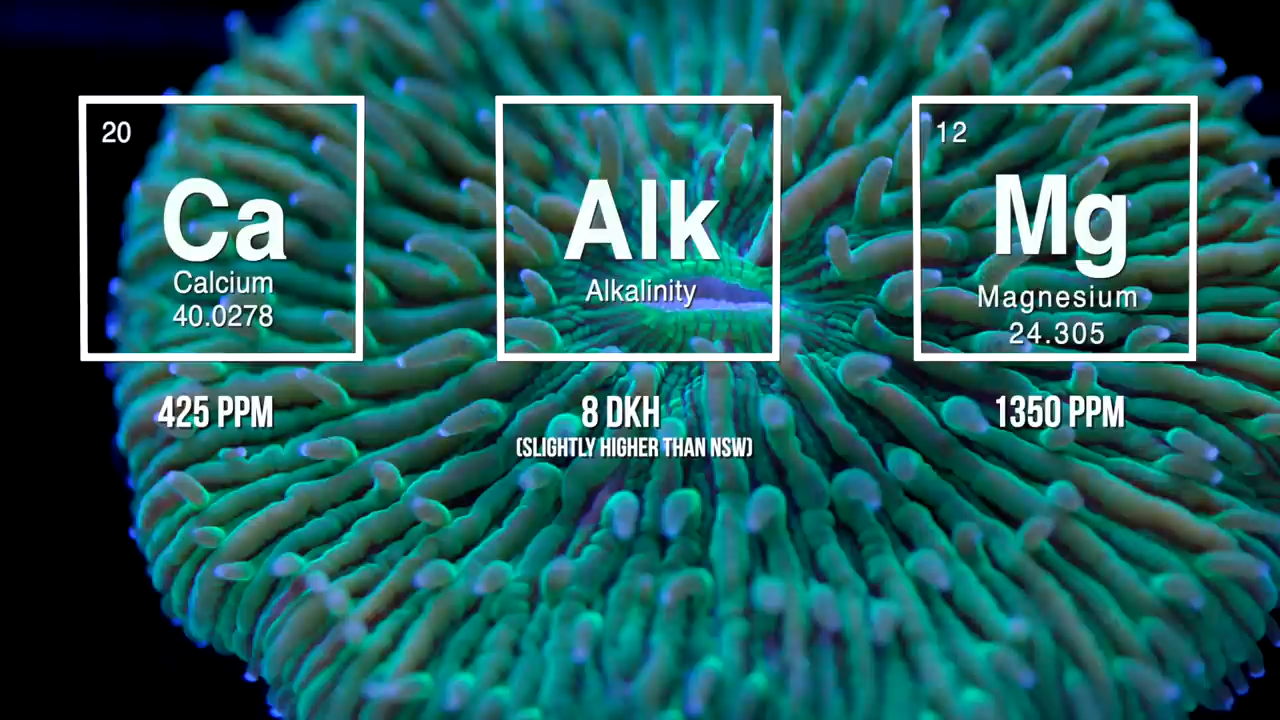 20
Ca
Calcium
40.0278
425 PPM
Alk
Alkalinity
8 DKH
(SLIGHTLY HIGHER THAN NSW)
12
Mg
Magnesium
24.305
1350 PPM